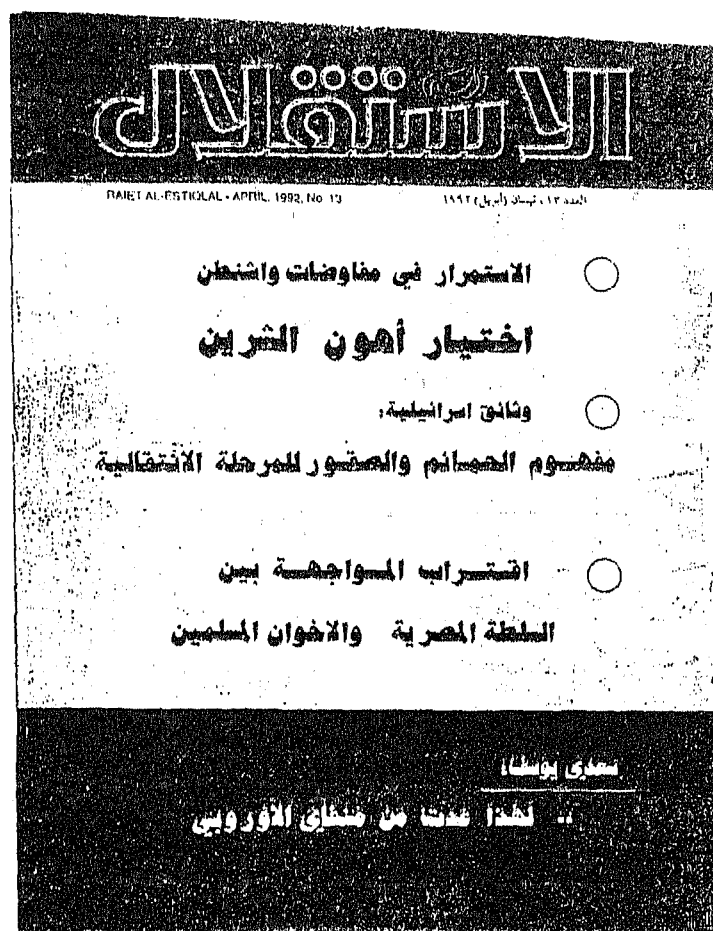 الاستقلال
RAIET AL-ESTIQLAL - APRIL, 1992, No 13
العدد ١٣ ، نيسان (أبريل) ١٩٩٢
الاستمرار في مفاوضات واشنطن
اختيار أهون الشرين
وثائق اسرائيلية:
مفهوم الحمائم والصقور للمرحلة الانتقالية
اقتراب المواجهة بين
السلطة المصرية والاخوان المسلمين
سعدي يوسف:
.. لهذا عدت من منفاي الأوروبي